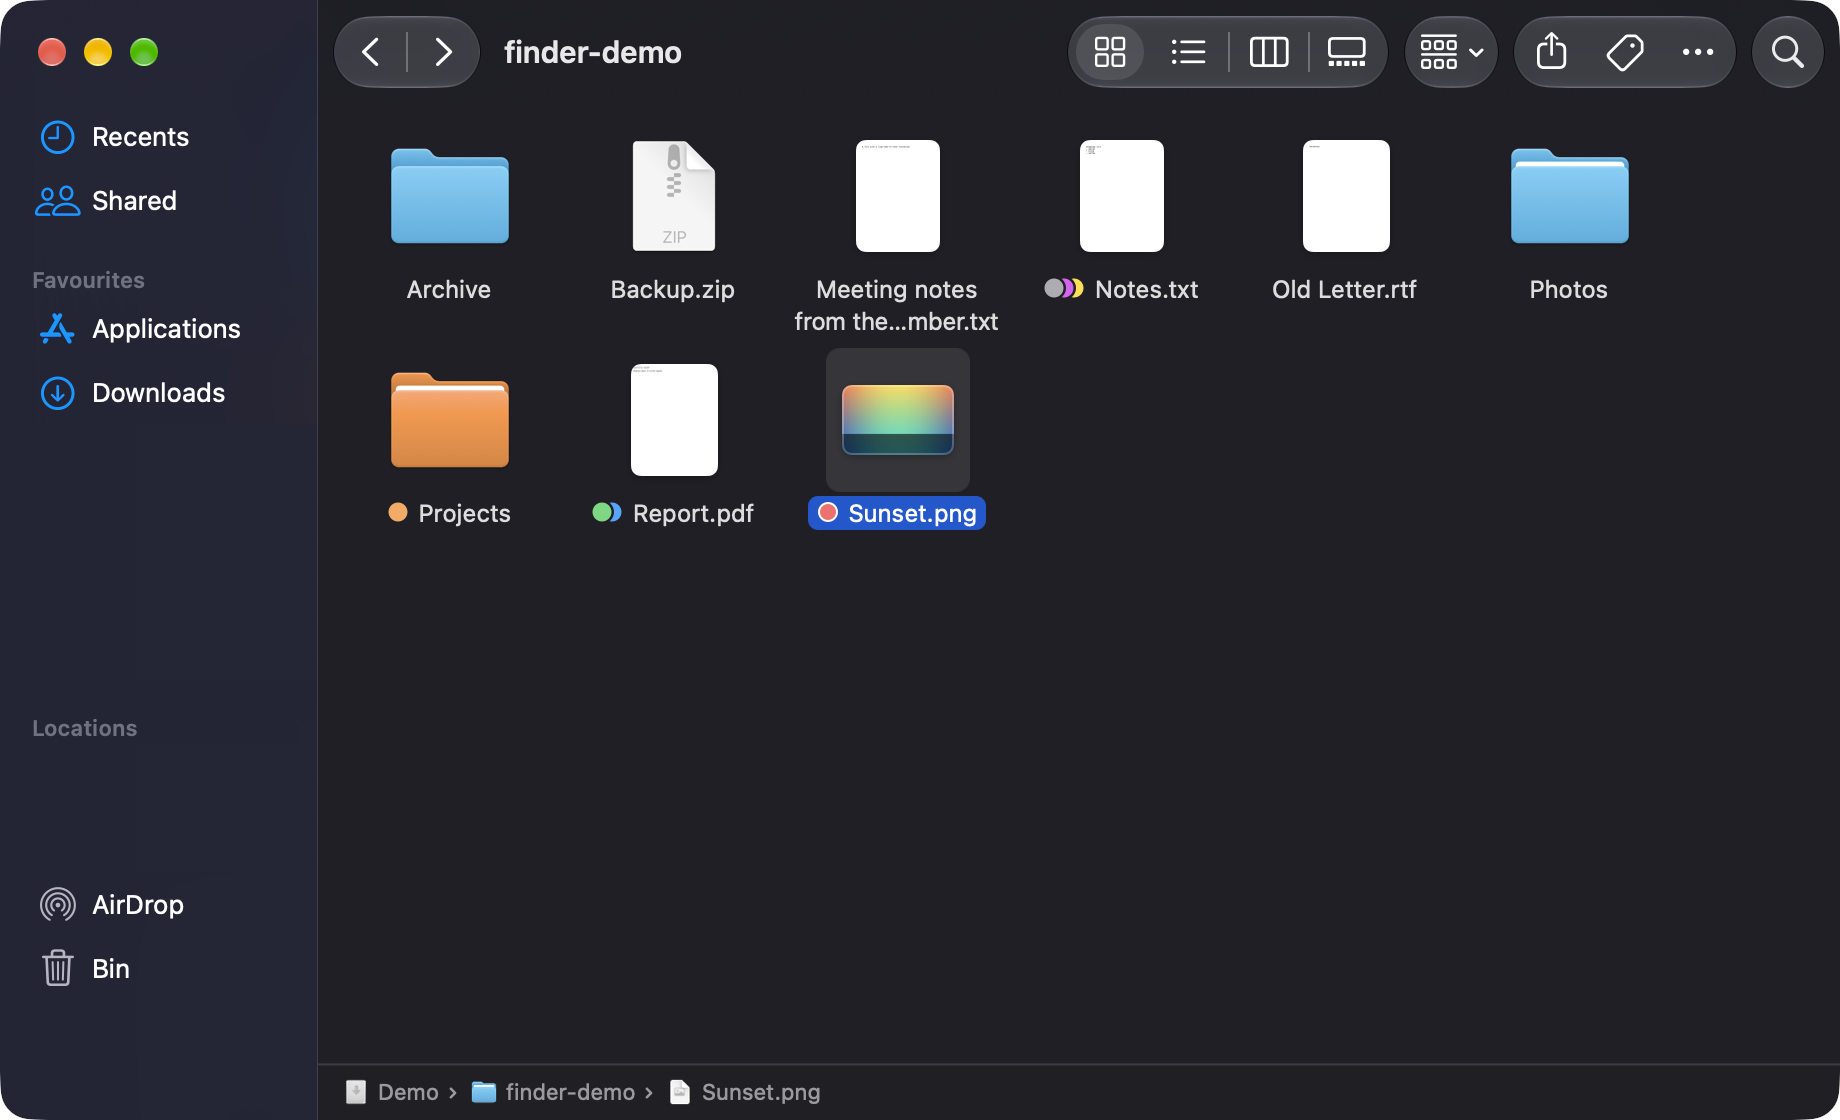 finder-demo
Recents
Shared
Favourites
Applications
Downloads
Locations
AirDrop
Bin
ZIP
Archive
Backup.zip
Meeting notes
from the...mber.txt
Notes.txt
Old Letter.rtf
Photos
Projects
Report.pdf
Sunset.png
Demo › finder-demo › Sunset.png